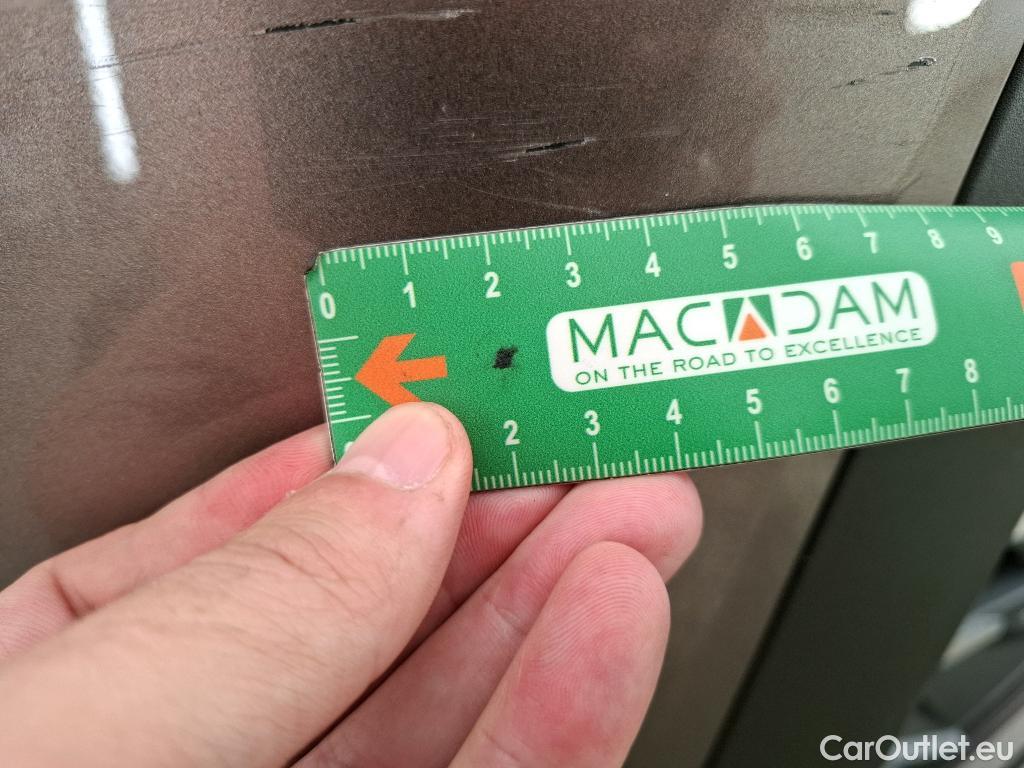 0 1 2 3 4 5 6 7 8 9
MACADAM
ON THE ROAD TO EXCELLENCE
2 3 4 5 6 7 8
CarOutlet.eu